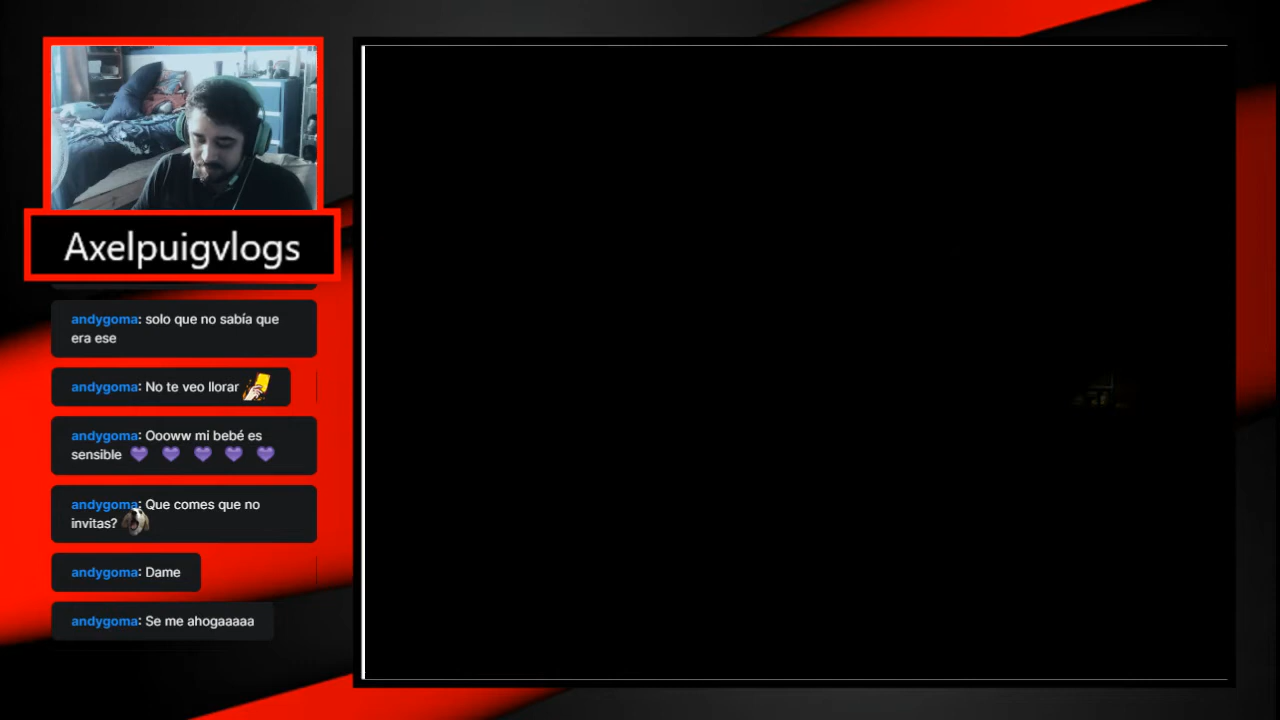 Axelpuigvlogs
andygoma: solo que no sabía que
era ese
andygoma: No te veo llorar
andygoma: Oooww mi bebé es
sensible
andygoma: Que comes que no
invitas?
andygoma: Dame
andygoma: Se me ahogaaaaa